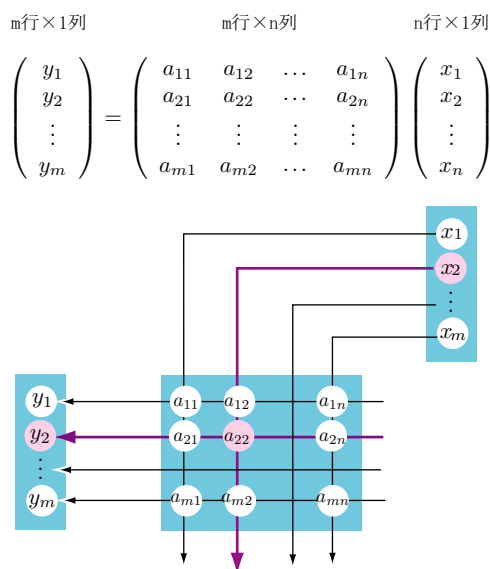 m行×1列 m行×n列 n行×1列
y1 a11 a12 … a1n x1
y2 a21 a22 … a2n x2
⋮ = ⋮ ⋮ ⋮ ⋮ ⋮
ym am1 am2 … amn xn
x1
x2
⋮
xm
y1 a11 a12 a1n
y2 a21 a22 a2n
⋮
ym am1 am2 amn